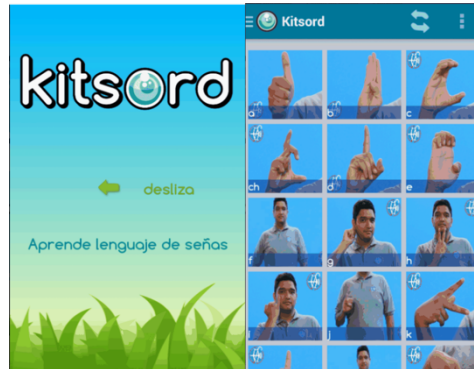 kitsord
desliza
Aprende lenguaje de señas
Kitsord
a
b
c
ch
d
e
f
g
h
i
j
k